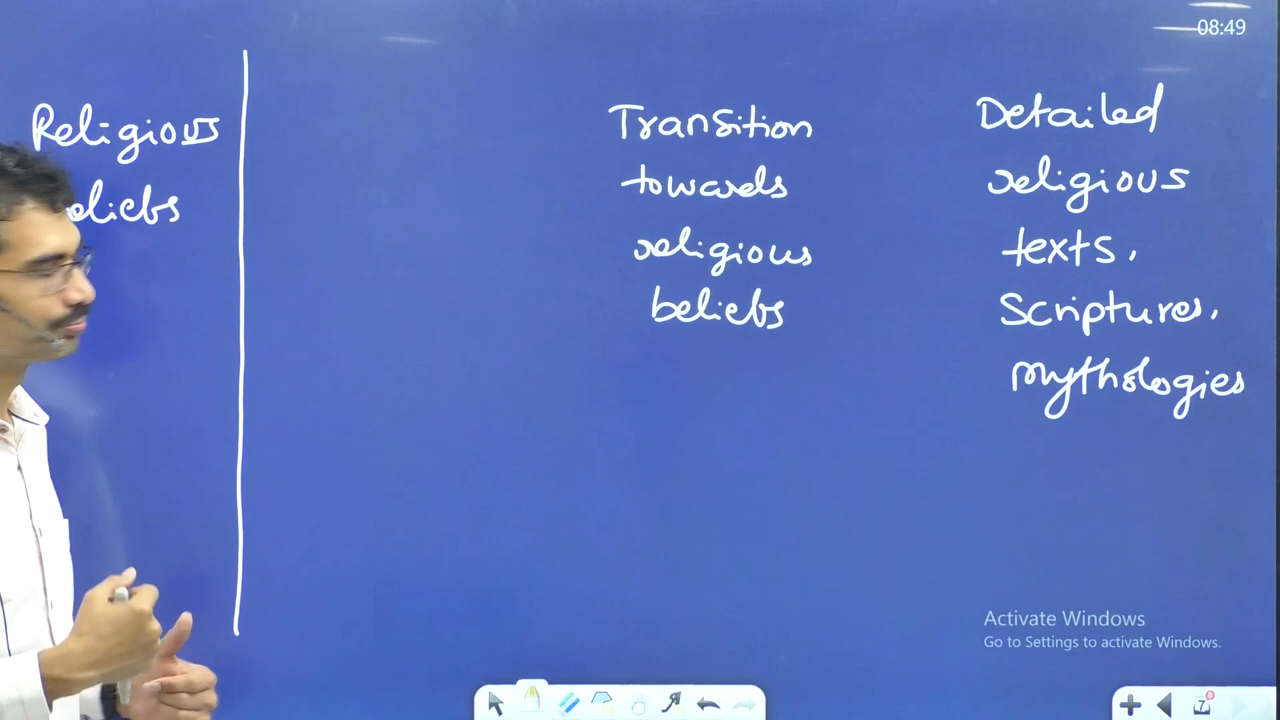 08:49
Religious
Transition
towards
religious
beliefs
Detailed
religious
texts,
Scriptures,
mythologies
Activate Windows
Go to Settings to activate Windows.
7